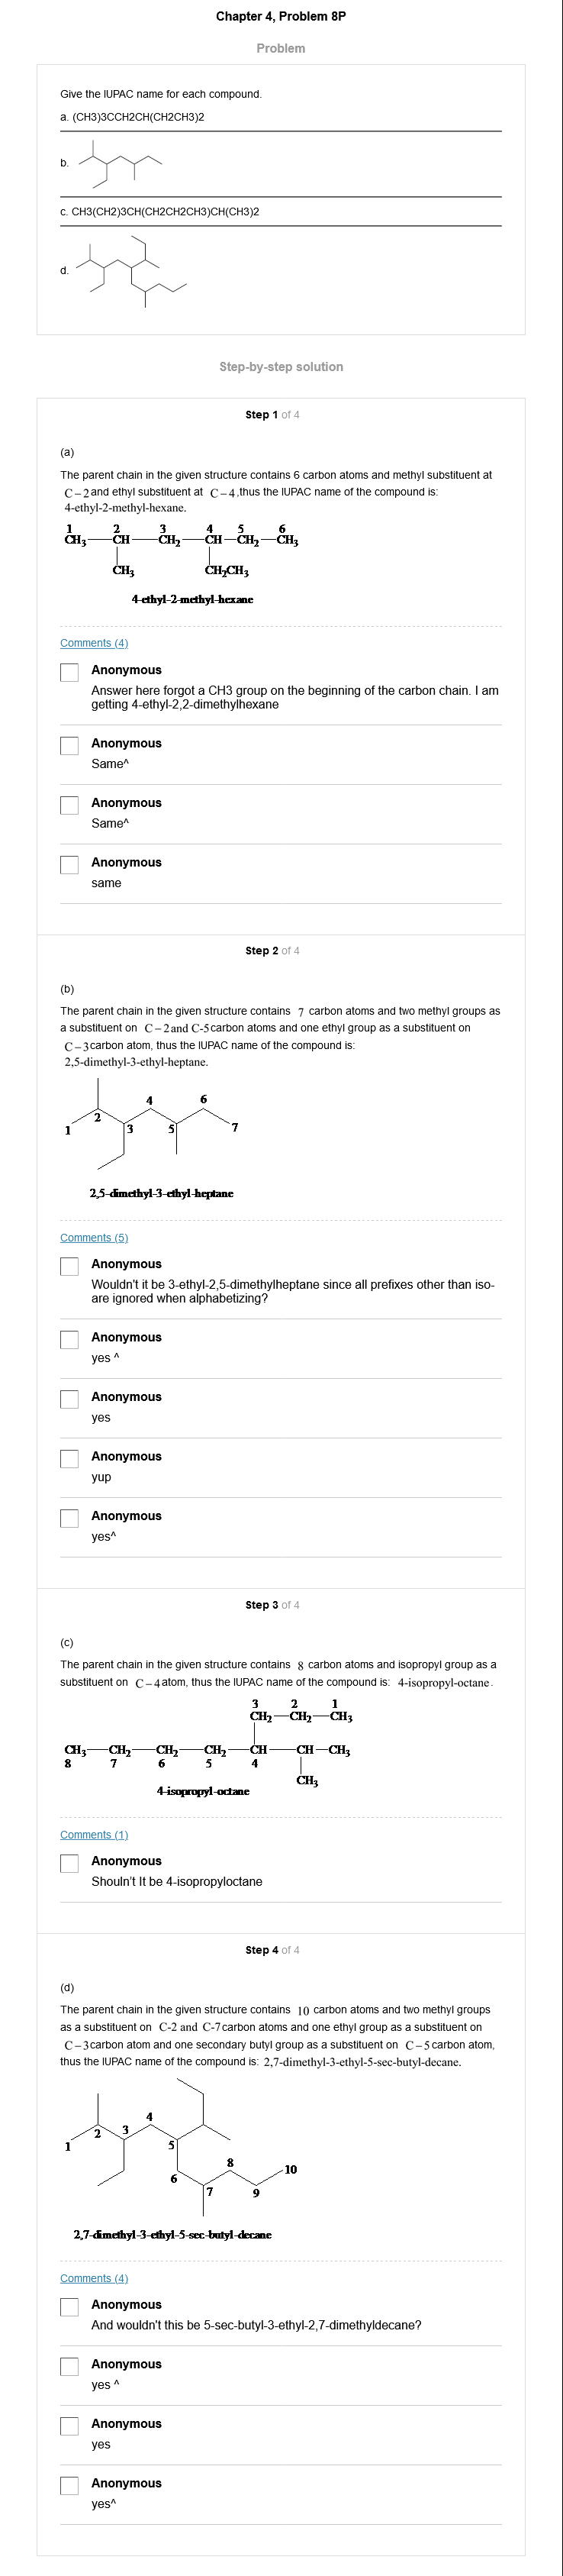 Chapter 4, Problem 8P
Problem
Give the IUPAC name for each compound.
a. (CH3)3CCH2CH(CH2CH3)2
b.
c. CH3(CH2)3CH(CH2CH2CH3)CH(CH3)2
d.
Step-by-step solution
Step 1 of 4
(a)
The parent chain in the given structure contains 6 carbon atoms and methyl substituent at
C – 2 and ethyl substituent at C – 4 ,thus the IUPAC name of the compound is:
4-ethyl-2-methyl-hexane.
1 2 3 4 5 6
CH3 CH CH2 CH CH2 CH3
CH3 CH2CH3
4-ethyl-2-methyl-hexane
Comments (4)
Anonymous
Answer here forgot a CH3 group on the beginning of the carbon chain. I am
getting 4-ethyl-2,2-dimethylhexane
Anonymous
Same^
Anonymous
Same^
Anonymous
same
Step 2 of 4
(b)
The parent chain in the given structure contains 7 carbon atoms and two methyl groups as
a substituent on C – 2 and C-5 carbon atoms and one ethyl group as a substituent on
C – 3 carbon atom, thus the IUPAC name of the compound is:
2,5-dimethyl-3-ethyl-heptane.
4 6
2
1 3 5 7
2,5-dimethyl-3-ethyl-heptane
Comments (5)
Anonymous
Wouldn't it be 3-ethyl-2,5-dimethylheptane since all prefixes other than iso-
are ignored when alphabetizing?
Anonymous
yes ^
Anonymous
yes
Anonymous
yup
Anonymous
yes^
Step 3 of 4
(c)
The parent chain in the given structure contains 8 carbon atoms and isopropyl group as a
substituent on C – 4 atom, thus the IUPAC name of the compound is: 4-isopropyl-octane.
3 2 1
CH2 CH2 CH3
CH3 CH2 CH2 CH2 CH CH CH3
8 7 6 5 4
CH3
4-isopropyl-octane
Comments (1)
Anonymous
Shouln't It be 4-isopropyloctane
Step 4 of 4
(d)
The parent chain in the given structure contains 10 carbon atoms and two methyl groups
as a substituent on C-2 and C-7 carbon atoms and one ethyl group as a substituent on
C – 3 carbon atom and one secondary butyl group as a substituent on C – 5 carbon atom,
thus the IUPAC name of the compound is: 2,7-dimethyl-3-ethyl-5-sec-butyl-decane.
4
2 3
1 5
8
6 10
7 9
2,7-dimethyl-3-ethyl-5-sec-butyl-decane
Comments (4)
Anonymous
And wouldn't this be 5-sec-butyl-3-ethyl-2,7-dimethyldecane?
Anonymous
yes ^
Anonymous
yes
Anonymous
yes^